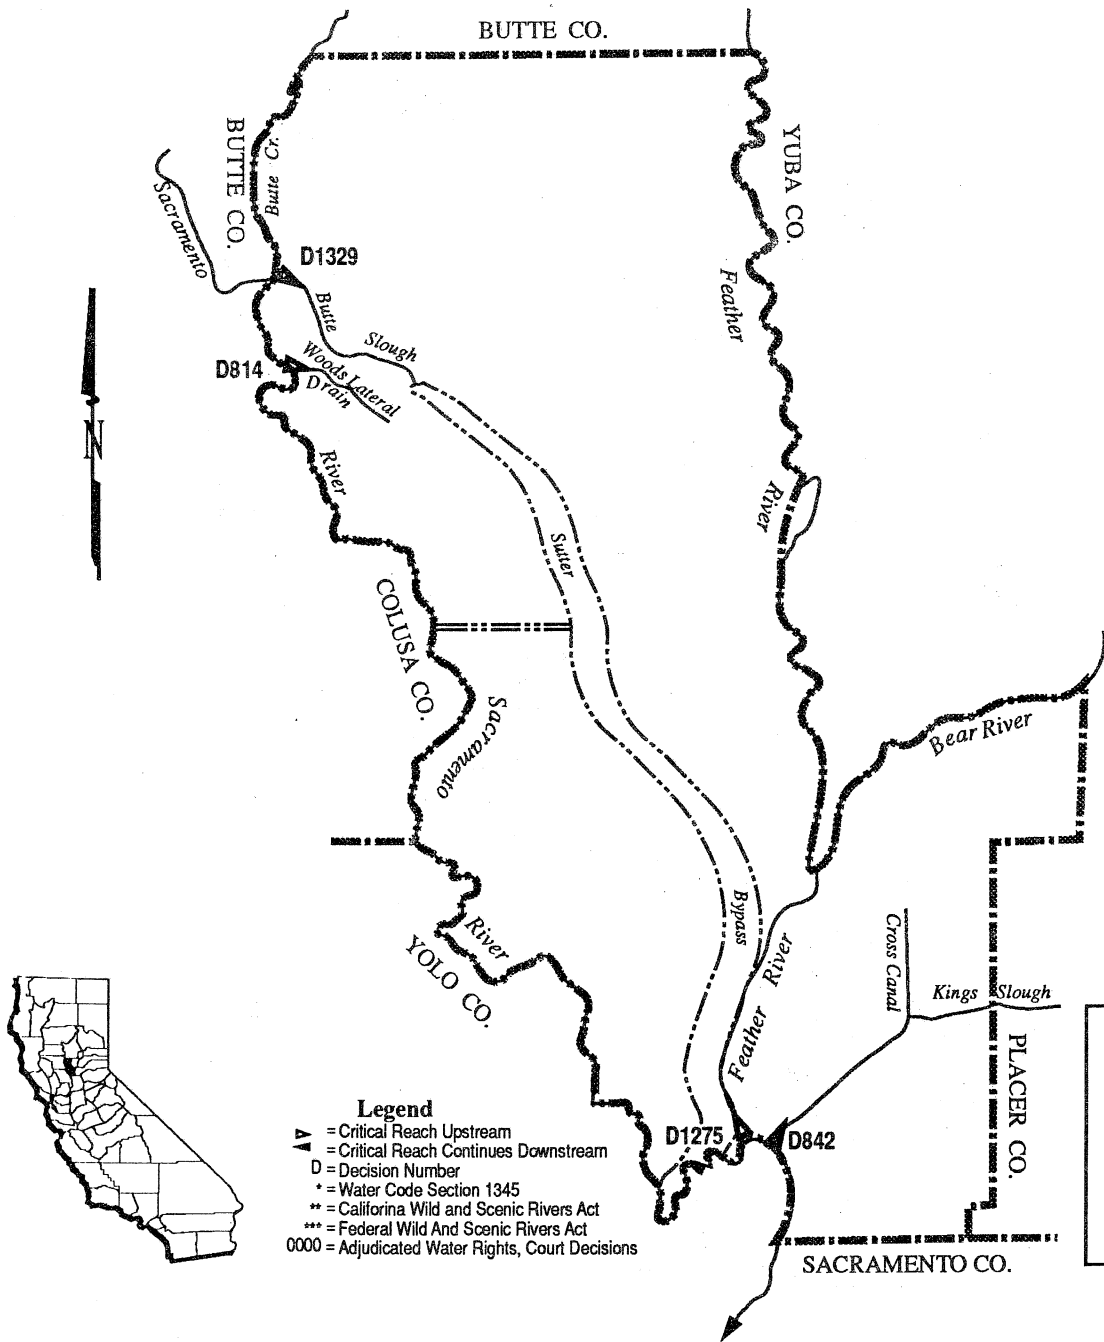 BUTTE CO.
BUTTE CO.
Butte Cr.
YUBA CO.
Sacramento
D1329
Butte
Slough
Feather
D814
Woods Lateral
Drain
N
River
River
Sutter
COLUSA CO.
Sacramento
Bear River
Bypass
River
YOLO CO.
Feather River
Cross Canal
Kings Slough
PLACER CO.
Legend
= Critical Reach Upstream
= Critical Reach Continues Downstream
D = Decision Number
* = Water Code Section 1345
** = Califorina Wild and Scenic Rivers Act
*** = Federal Wild And Scenic Rivers Act
0000 = Adjudicated Water Rights, Court Decisions
D1275
D842
SACRAMENTO CO.